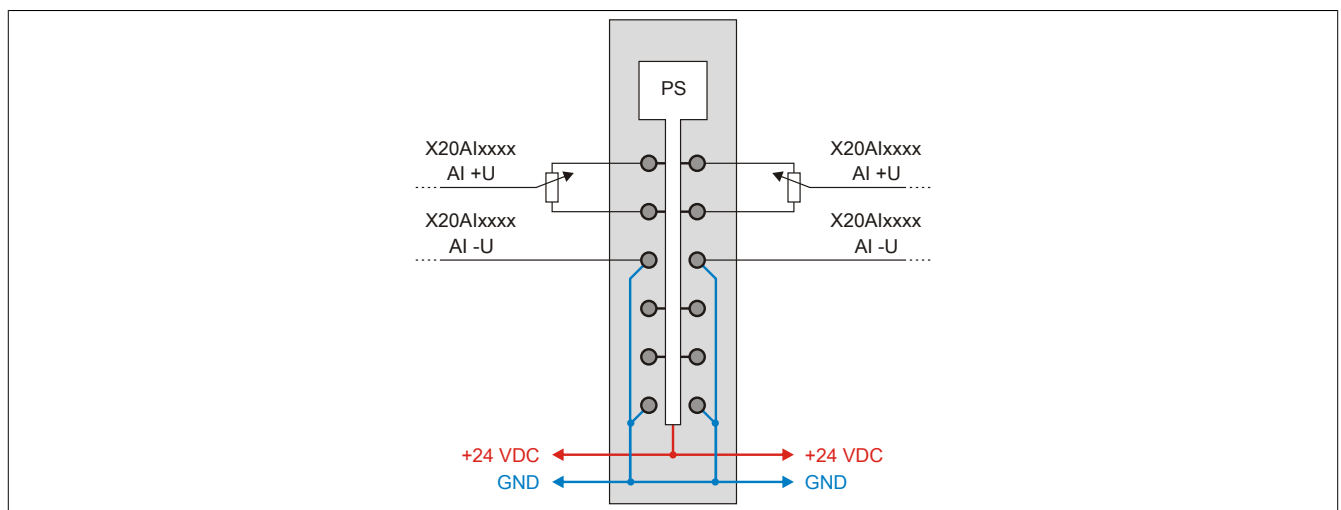 PS
X20AIxxxx
AI +U
X20AIxxxx
AI -U
X20AIxxxx
AI +U
X20AIxxxx
AI -U
+24 VDC
GND
+24 VDC
GND